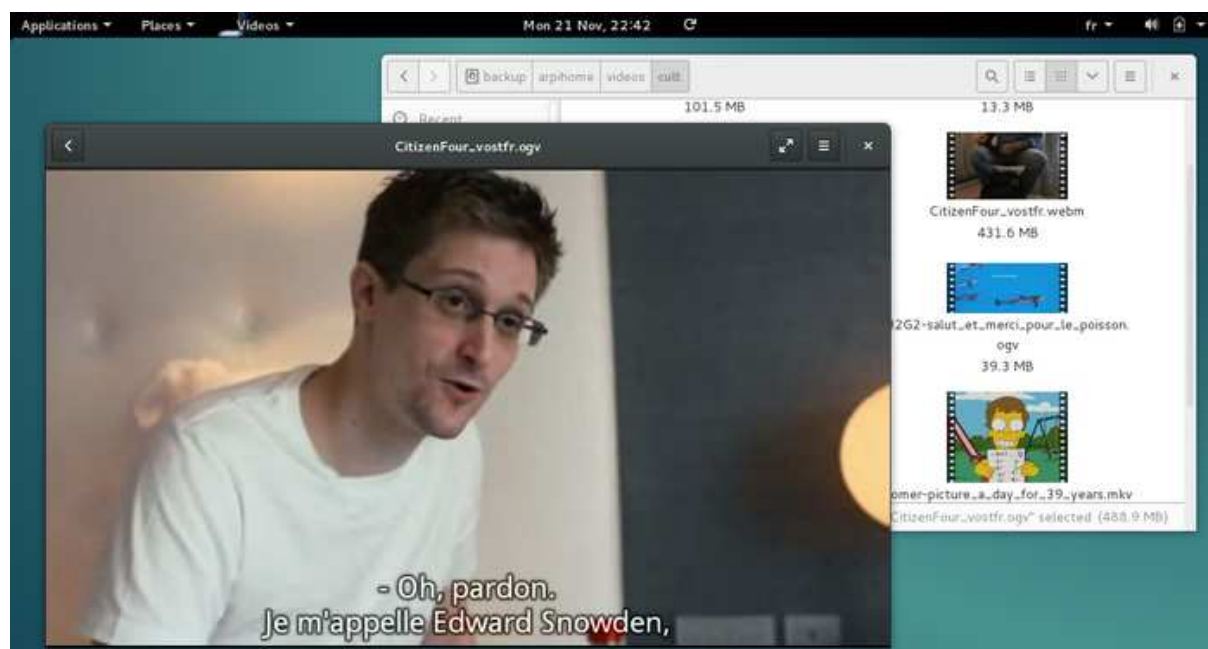 Applications Places Videos Mon 21 Nov, 22:42 fr
backup arpihome videos cult
Recent 101.5 MB 13.3 MB
CitizenFour_vostfr.ogv
CitizenFour_vostfr.webm
431.6 MB
2G2-salut_et_merci_pour_le_poisson.
ogv
39.3 MB
omer-picture_a_day_for_39_years.mkv
CitizenFour_vostfr.ogv" selected (488.9 MB)
- Oh, pardon.
Je m'appelle Edward Snowden,